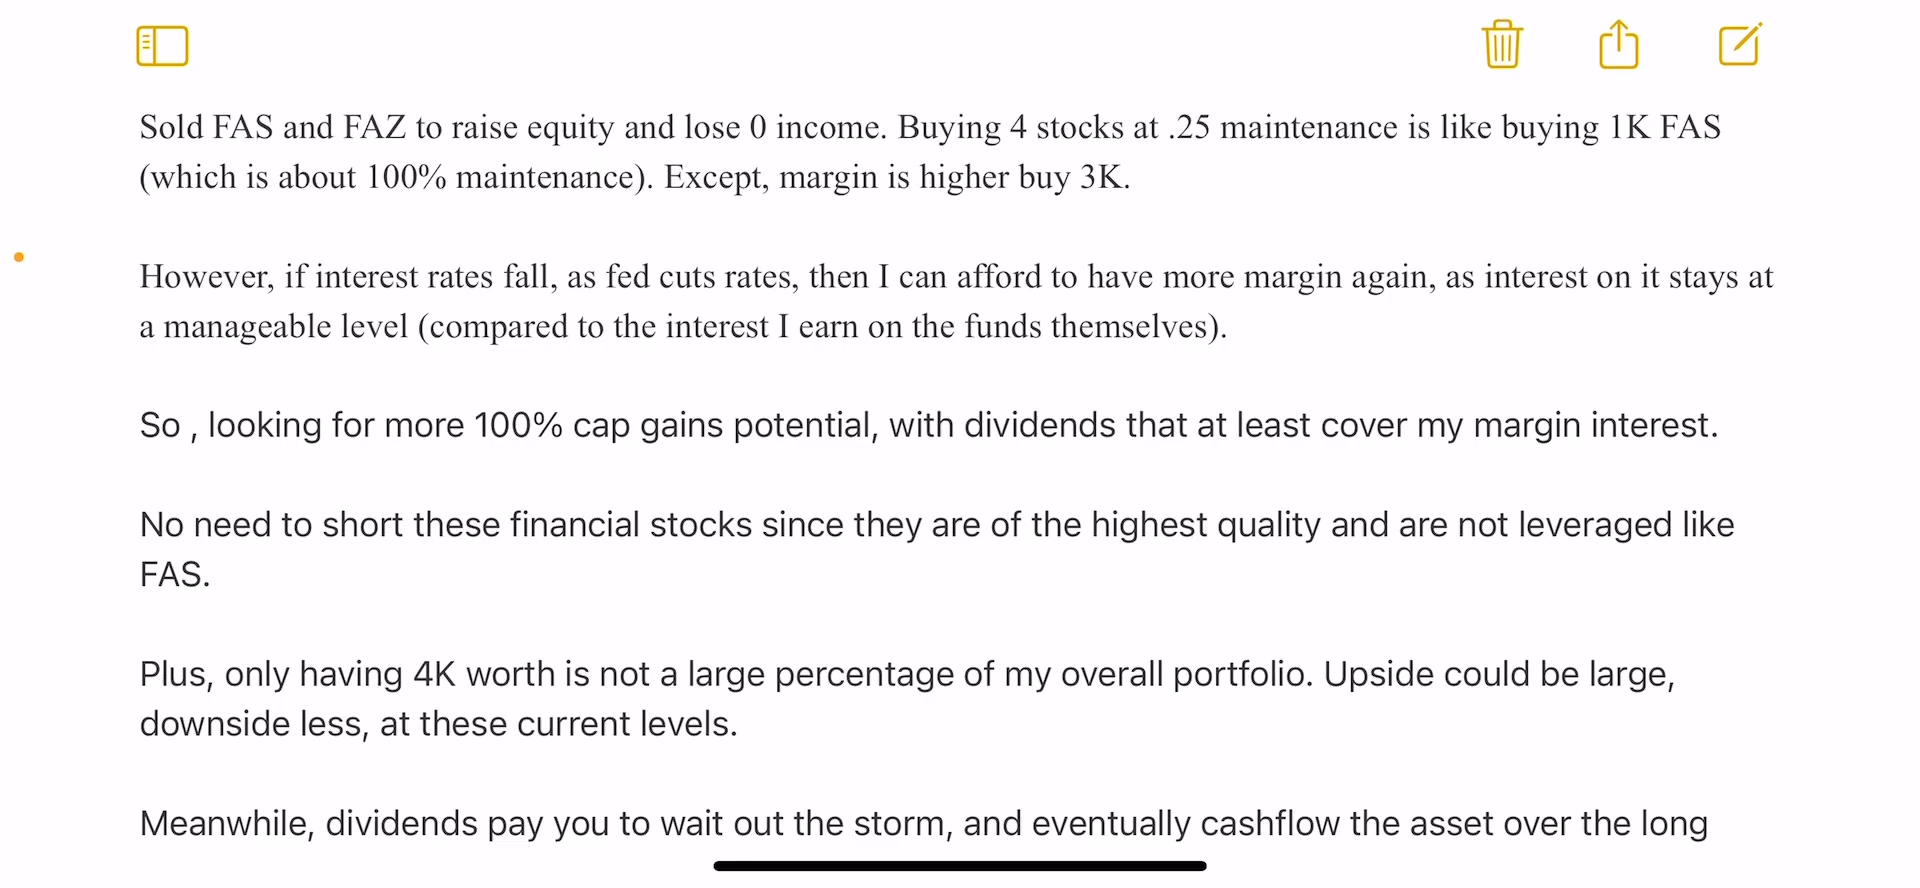 Sold FAS and FAZ to raise equity and lose 0 income. Buying 4 stocks at .25 maintenance is like buying 1K FAS
(which is about 100% maintenance). Except, margin is higher buy 3K.
However, if interest rates fall, as fed cuts rates, then I can afford to have more margin again, as interest on it stays at
a manageable level (compared to the interest I earn on the funds themselves).
So , looking for more 100% cap gains potential, with dividends that at least cover my margin interest.
No need to short these financial stocks since they are of the highest quality and are not leveraged like
FAS.
Plus, only having 4K worth is not a large percentage of my overall portfolio. Upside could be large,
downside less, at these current levels.
Meanwhile, dividends pay you to wait out the storm, and eventually cashflow the asset over the long